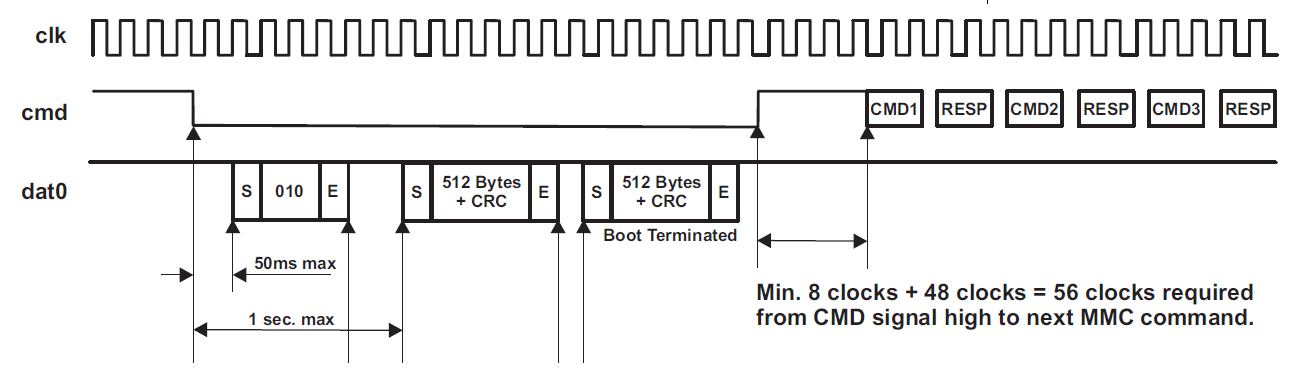 clk
cmd
CMD1 RESP CMD2 RESP CMD3 RESP
dat0
S 010 E
S 512 Bytes + CRC E
S 512 Bytes + CRC E
Boot Terminated
50ms max
1 sec. max
Min. 8 clocks + 48 clocks = 56 clocks required
from CMD signal high to next MMC command.